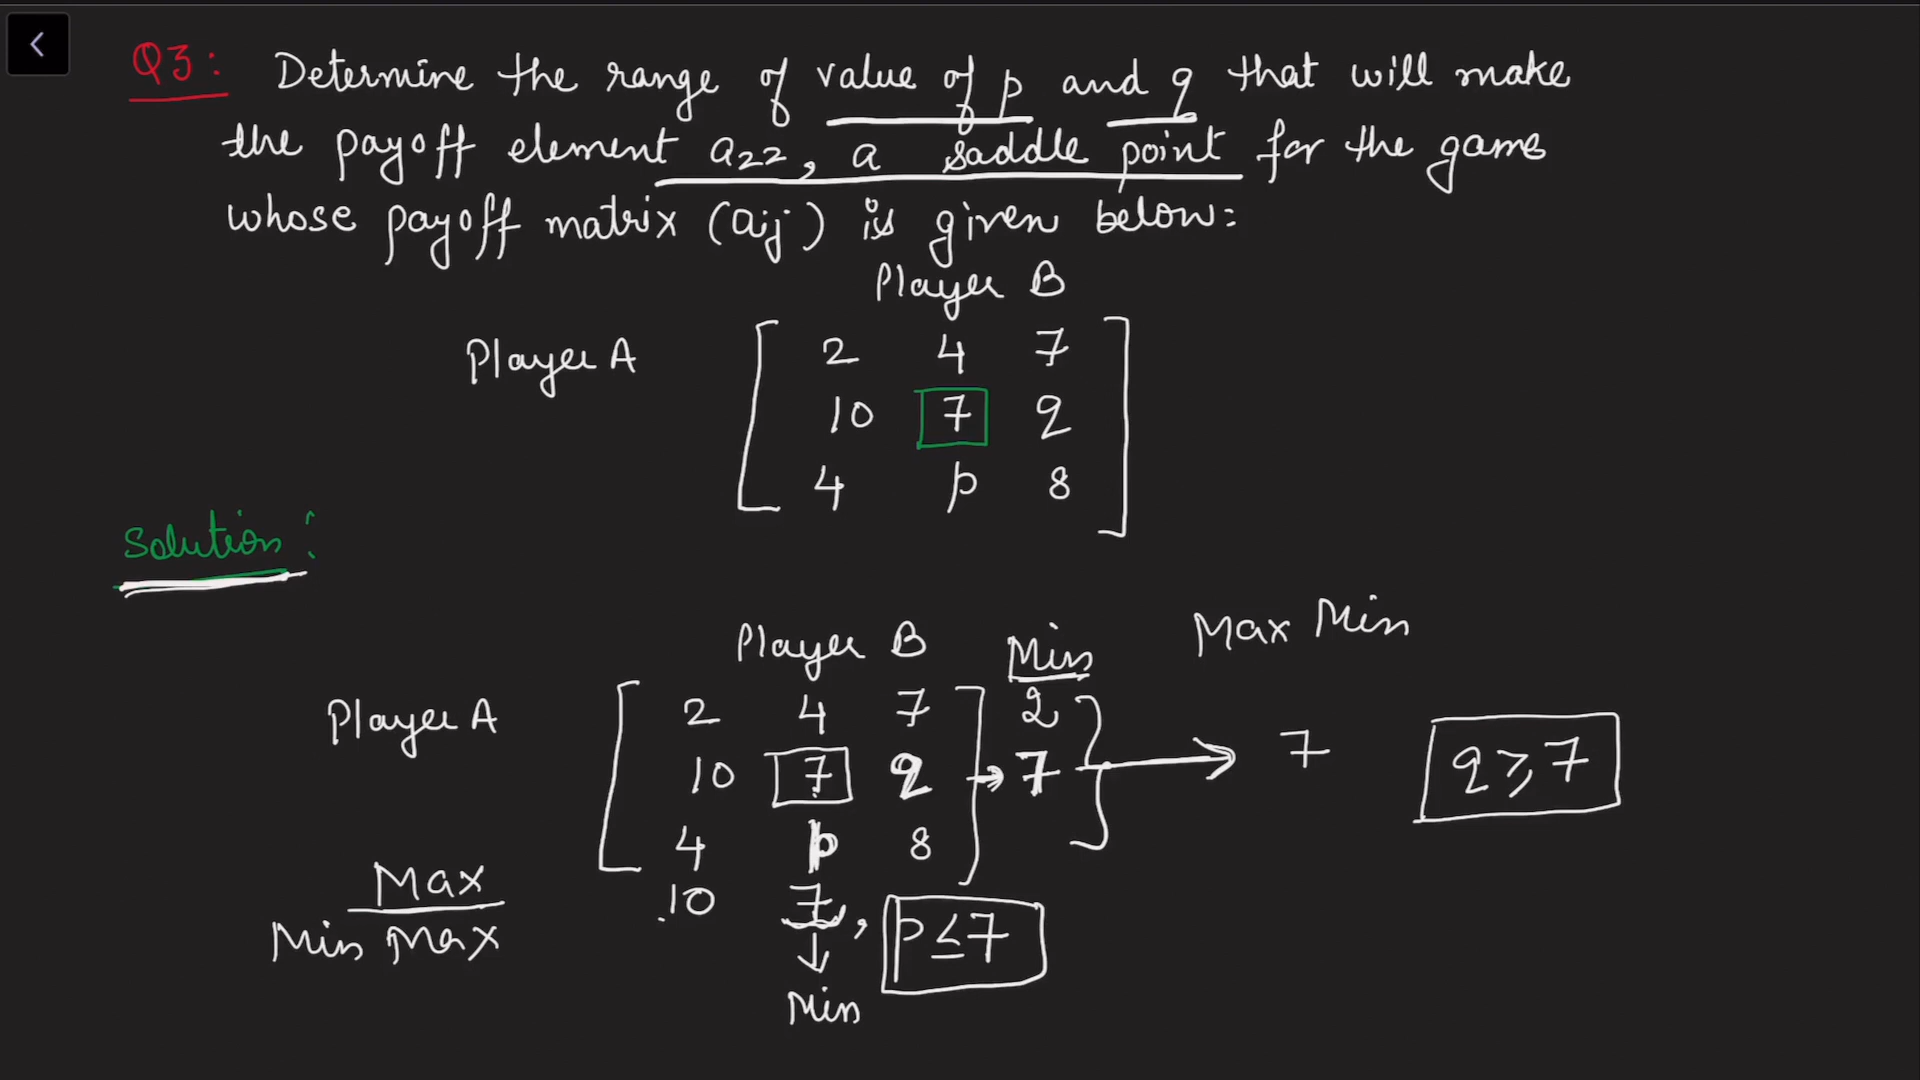 Q3: Determine the range of value of p and q that will make
the payoff element a22, a saddle point for the game
whose payoff matrix (aij) is given below:
Player B
Player A
2 4 7
10 7 q
4 p 8
Solution:
Player B Min Max Min
Player A
2 4 7 2
10 7 q → 7 → 7 q ≥ 7
4 p 8
Max 10 7, p ≤ 7
Min Max
↓
Min